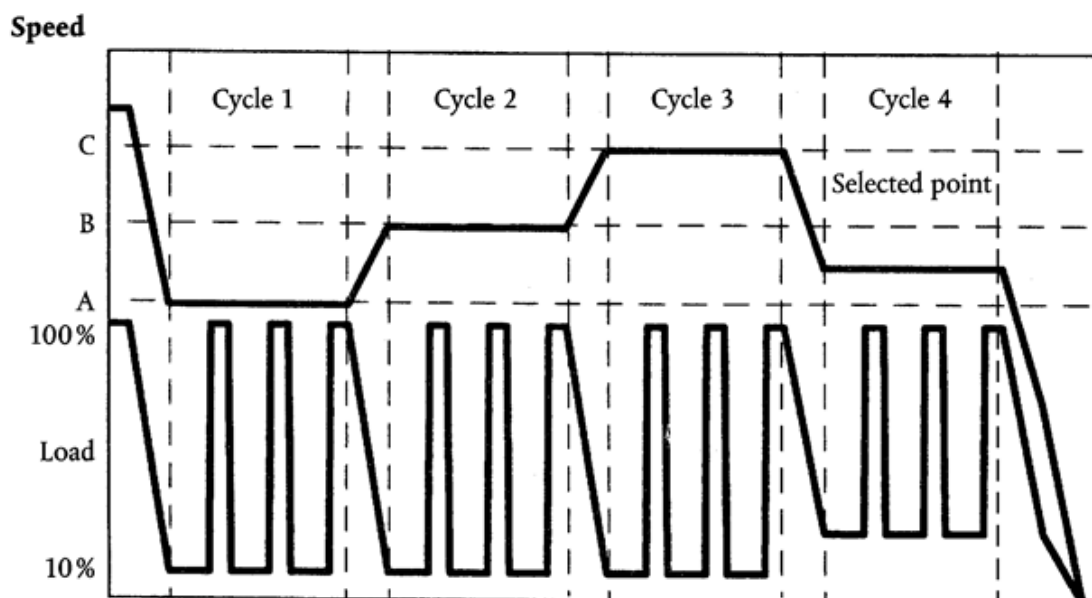 Speed
Cycle 1
Cycle 2
Cycle 3
Cycle 4
C
Selected point
B
A
100%
Load
10%